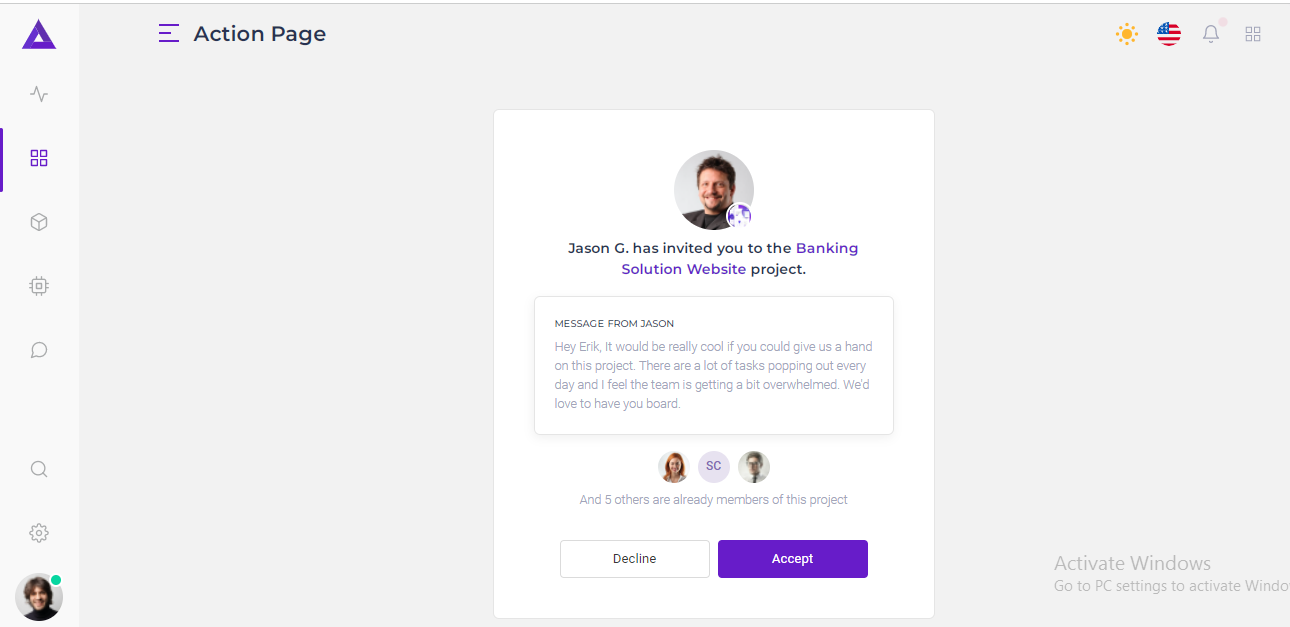 Action Page
Jason G. has invited you to the Banking
Solution Website project.
MESSAGE FROM JASON
Hey Erik, It would be really cool if you could give us a hand
on this project. There are a lot of tasks popping out every
day and I feel the team is getting a bit overwhelmed. We'd
love to have you board.
SC
And 5 others are already members of this project
Decline
Accept
Activate Windows
Go to PC settings to activate Windo